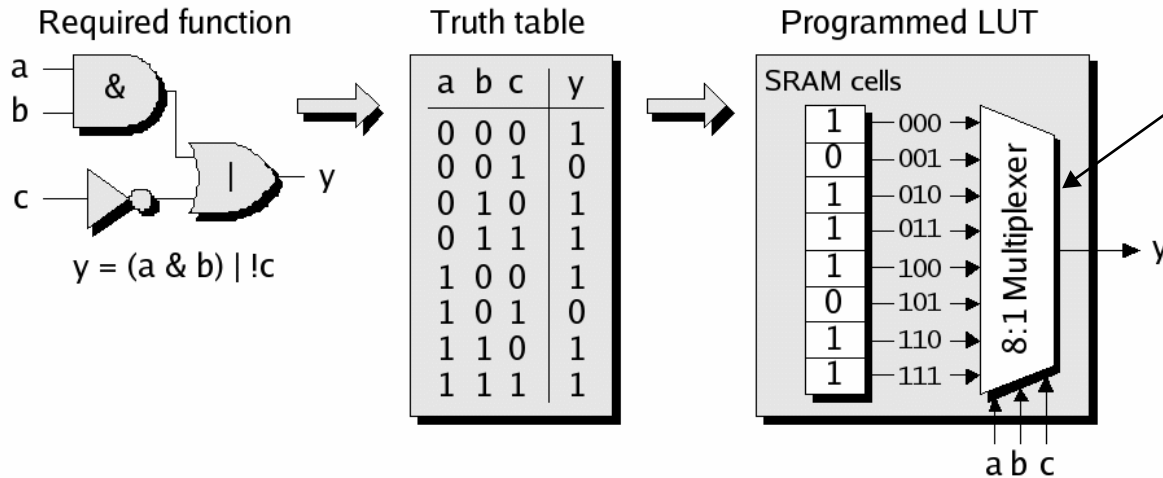 Required function
a
&
b
|
y
c
y = (a & b) | !c
Truth table
a b c y
0 0 0 1
0 0 1 0
0 1 0 1
0 1 1 1
1 0 0 1
1 0 1 0
1 1 0 1
1 1 1 1
Programmed LUT
SRAM cells
1 000
0 001
1 010
1 011
1 100
0 101
1 110
1 111
8:1 Multiplexer
y
a b c